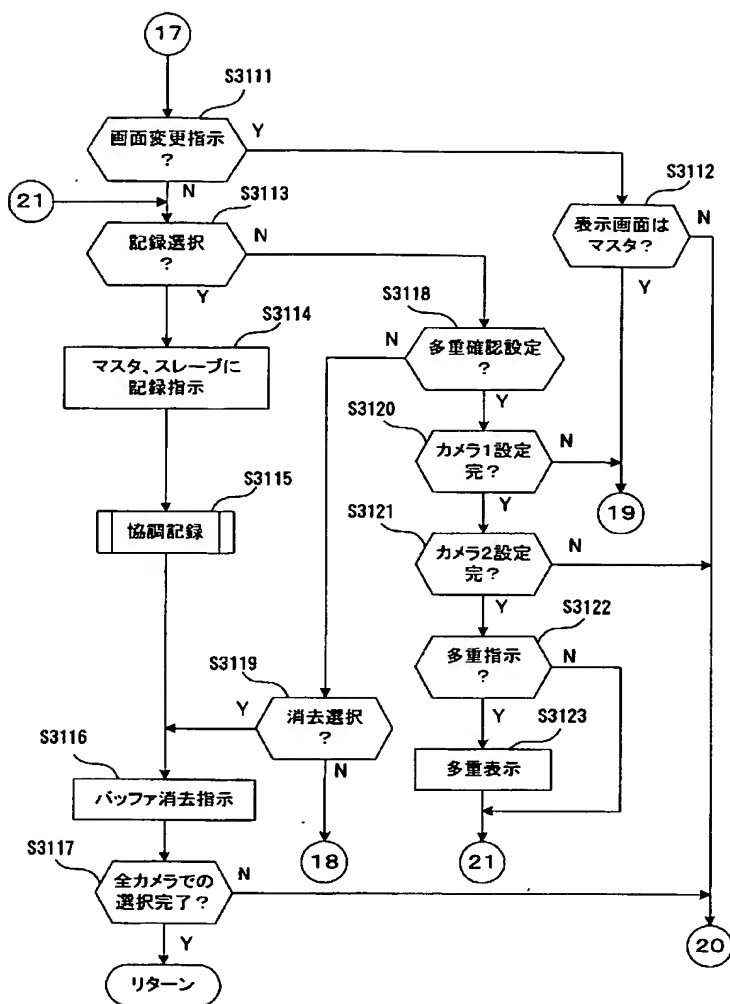 17
S3111
画面変更指示
?
Y
N
21
S3113
記録選択
?
N
Y
S3112
表示画面は
マスタ?
N
Y
S3114
マスタ、スレーブに
記録指示
S3118
多重確認設定
?
N
Y
S3120
カメラ1設定
完?
N
Y
19
S3115
協調記録
S3121
カメラ2設定
完?
N
Y
S3122
多重指示
?
N
Y
S3119
消去選択
?
Y
N
S3123
多重表示
S3116
バッファ消去指示
18
21
S3117
全カメラでの
選択完了?
N
Y
20
リターン